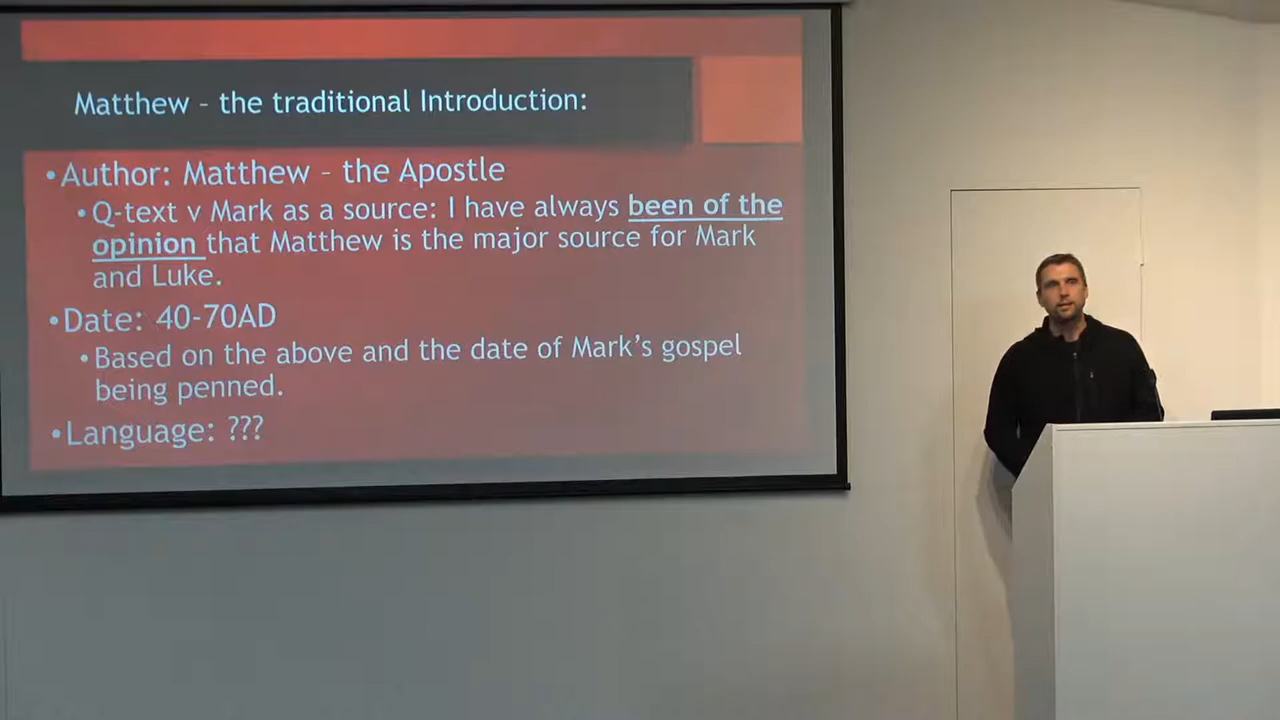 Matthew – the traditional Introduction:
•Author: Matthew – the Apostle
•Q-text v Mark as a source: I have always been of the
opinion that Matthew is the major source for Mark
and Luke.
•Date: 40-70AD
•Based on the above and the date of Mark's gospel
being penned.
•Language: ???